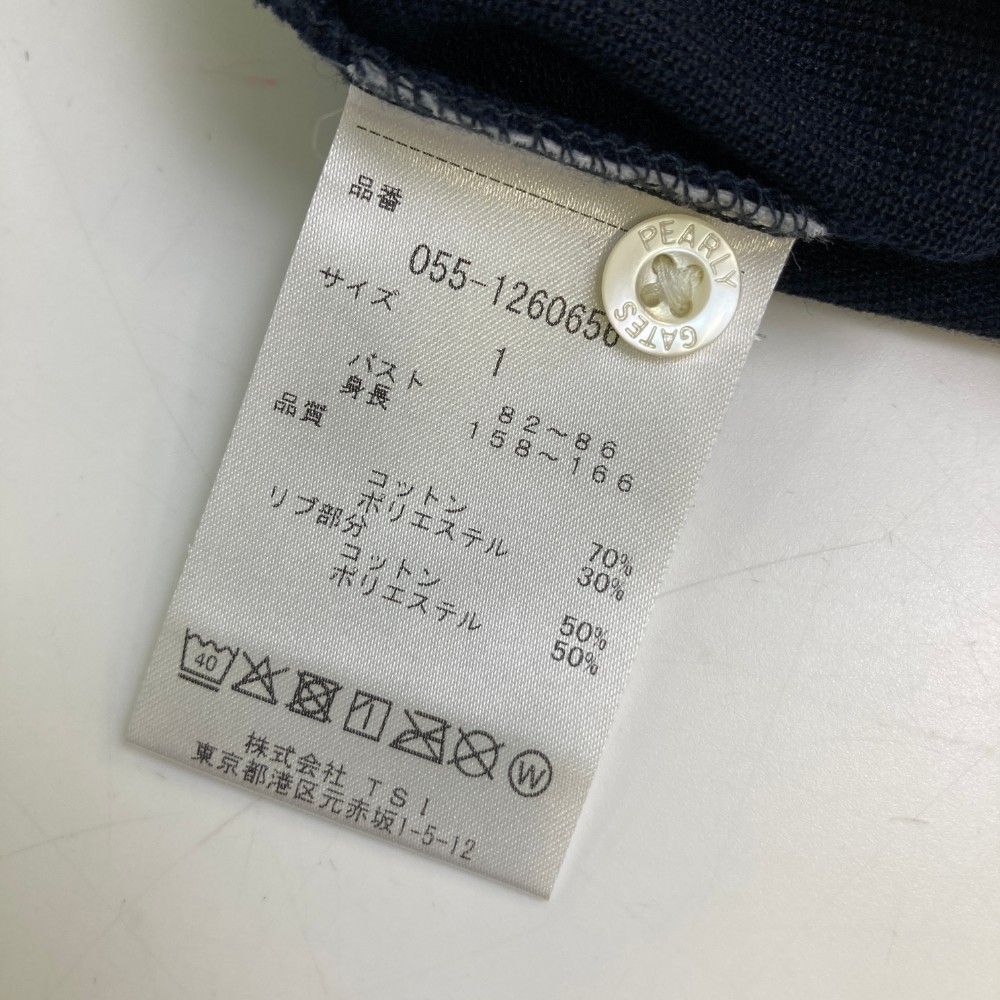 品番
055-1260656
サイズ
1
バスト 82~86
身長 158~166
品質
コットン 70%
ポリエステル 30%
リブ部分
コットン 50%
ポリエステル 50%
40
W
株式会社 TSI
東京都港区元赤坂1-5-12
PEARLY
GATES